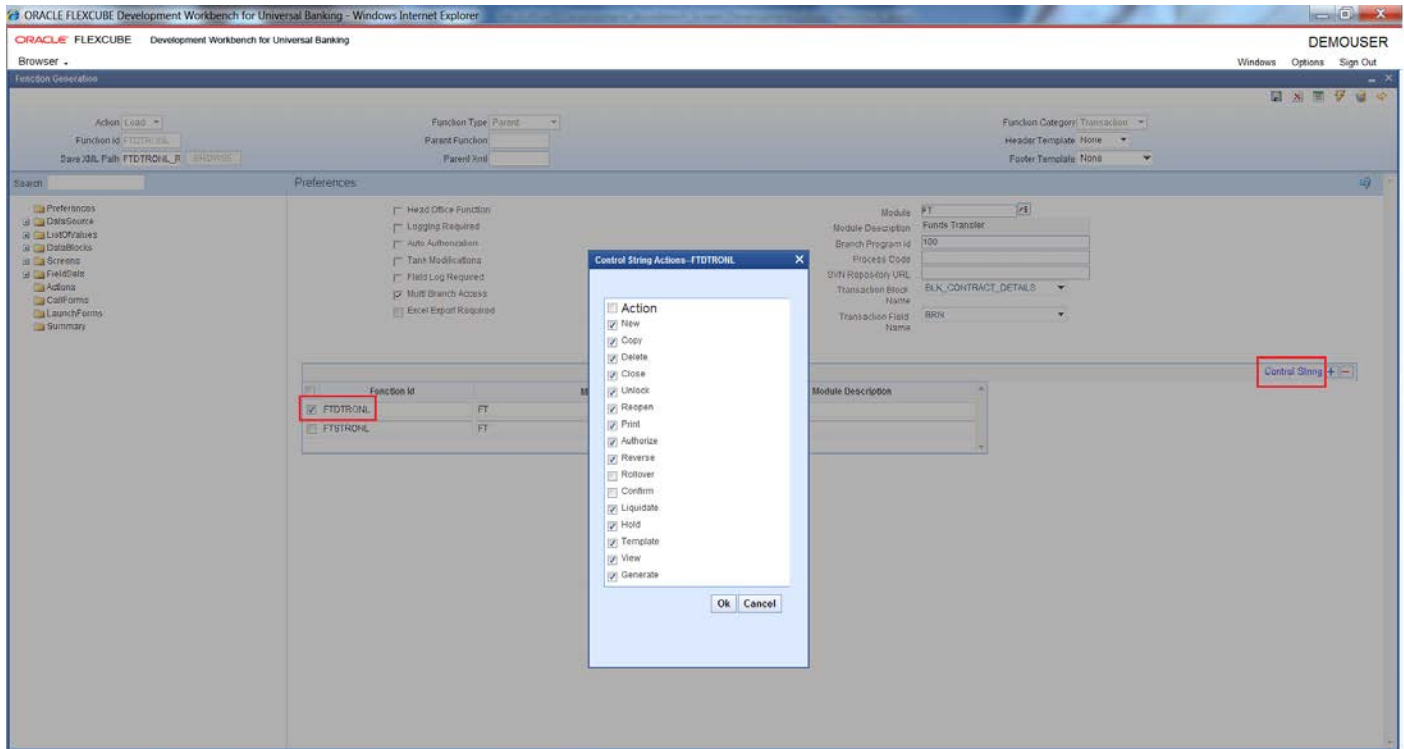 ORACLE FLEXCUBE Development Workbench for Universal Banking - Windows Internet Explorer
ORACLE FLEXCUBE Development Workbench for Universal Banking
DEMOUSER
Browser
Windows Options Sign Out
Function Generation
Action Load
Function Type Parent
Function Category Transaction
Function Id FTDTRONL
Parent Function
Header Template None
Save XML Path FTDTRONL_R BROWSE
Parent Xml
Footer Template None
Search
Preferences
Preferences
DataSource
ListOfValues
DataBlocks
Screens
FieldSets
Actions
CallForms
LaunchForms
Summary
Head Office Function
Logging Required
Auto Authorization
Tank Modifications
Field Log Required
Multi Branch Access
Excel Export Required
Module FT
Module Description Funds Transfer
Branch Program Id 100
Process Code
SVN Repository URL
Transaction Block Name BLK_CONTRACT_DETAILS
Transaction Field Name BRN
Control String + -
Function Id
M
Module Description
FTDTRONL FT
FTSTRONL FT
Control String Actions--FTDTRONL X
Action
New
Copy
Delete
Close
Unlock
Reopen
Print
Authorize
Reverse
Rollover
Confirm
Liquidate
Hold
Template
View
Generate
Ok Cancel